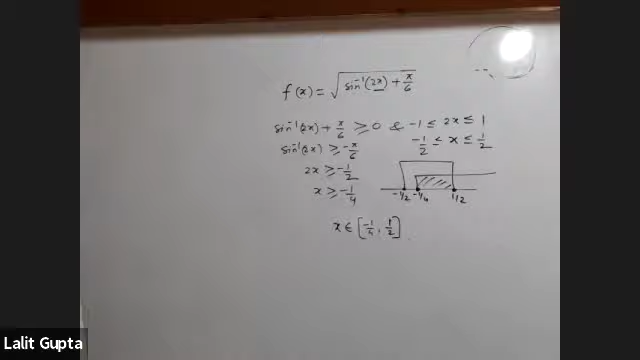 f(x) = √(sin⁻¹(2x) + π/6)
sin⁻¹(2x) + π/6 ≥ 0 & -1 ≤ 2x ≤ 1
sin⁻¹(2x) ≥ -π/6 -1/2 ≤ x ≤ 1/2
2x ≥ -1/2
x ≥ -1/4
-1/2 -1/4 1/2
x ∈ [-1/4, 1/2]
Lalit Gupta